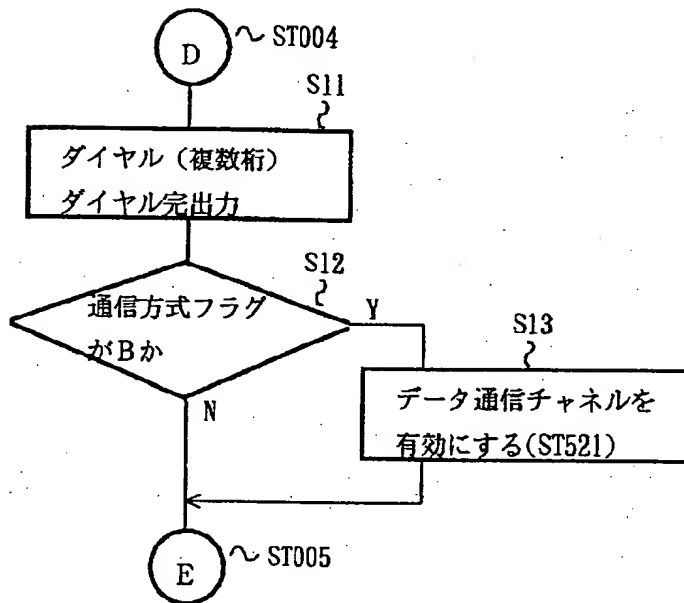 D
ST004
S11
ダイヤル（複数桁）
ダイヤル完出力
S12
通信方式フラグ
がBか
Y
N
S13
データ通信チャネルを
有効にする(ST521)
E
ST005